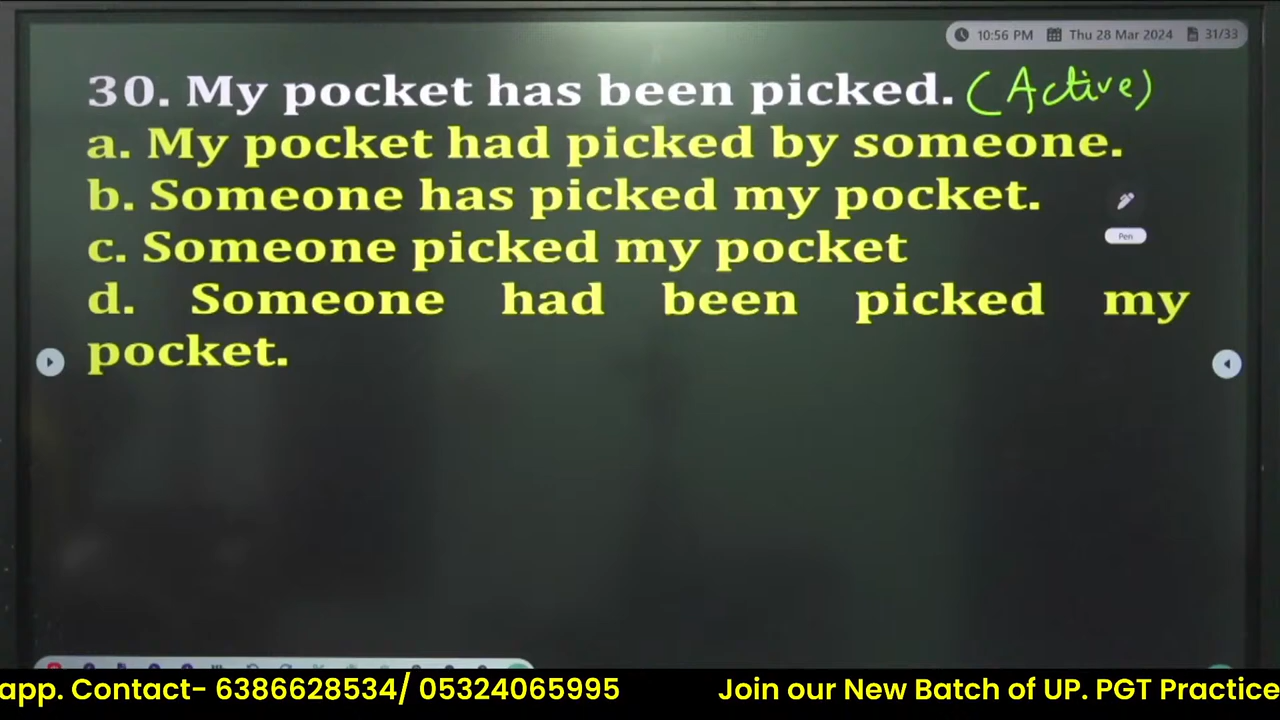 10:56 PM Thu 28 Mar 2024 31/33
30. My pocket has been picked. (Active)
a. My pocket had picked by someone.
b. Someone has picked my pocket.
Pen
c. Someone picked my pocket
d. Someone had been picked my
pocket.
app. Contact- 6386628534/ 05324065995 Join our New Batch of UP. PGT Practice